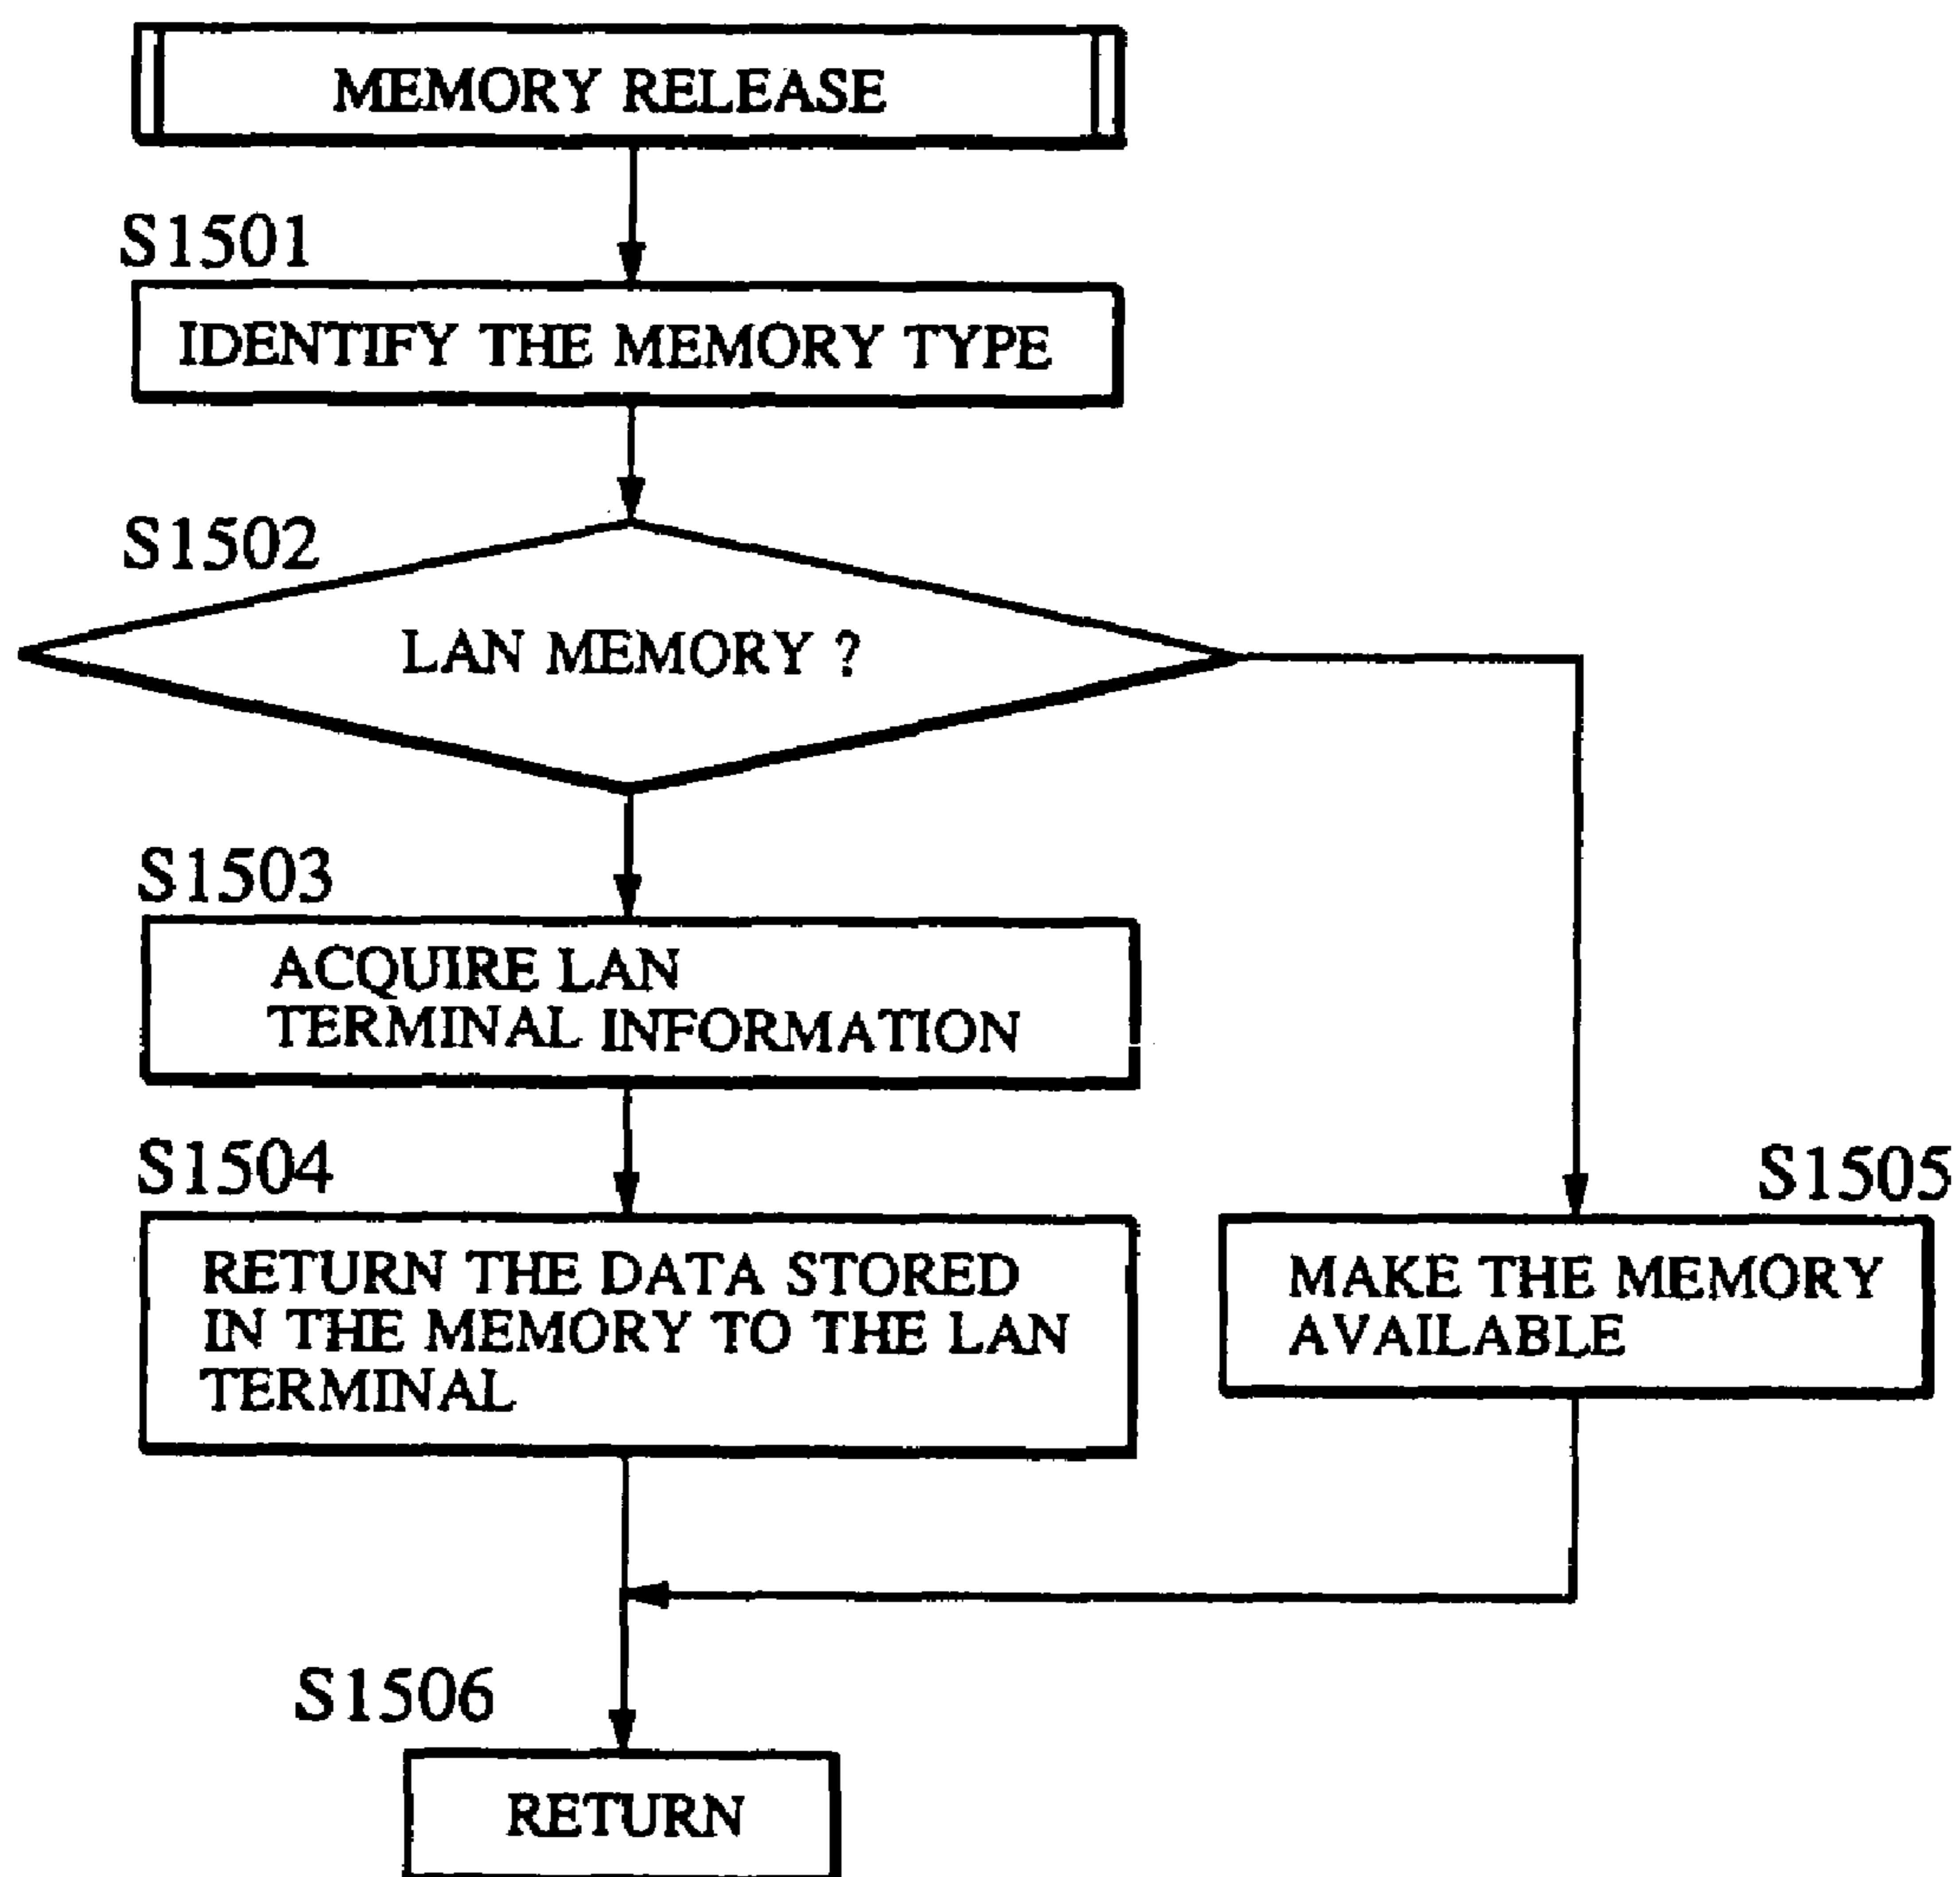 MEMORY RELEASE
S1501
IDENTIFY THE MEMORY TYPE
S1502
LAN MEMORY ?
S1503
ACQUIRE LAN
TERMINAL INFORMATION
S1504
RETURN THE DATA STORED
IN THE MEMORY TO THE LAN
TERMINAL
S1505
MAKE THE MEMORY
AVAILABLE
S1506
RETURN